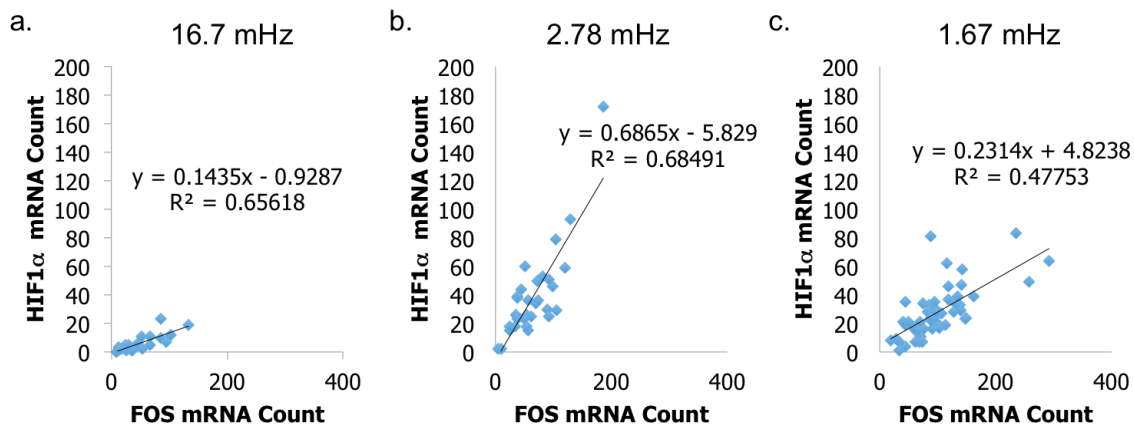 a.
16.7 mHz
HIF1α mRNA Count
200
180
160
140
120
100
80
60
40
20
0
y = 0.1435x - 0.9287
R² = 0.65618
0
200
400
FOS mRNA Count
b.
2.78 mHz
HIF1α mRNA Count
200
180
160
140
120
100
80
60
40
20
0
y = 0.6865x - 5.829
R² = 0.68491
0
200
400
FOS mRNA Count
c.
1.67 mHz
HIF1α mRNA Count
200
180
160
140
120
100
80
60
40
20
0
y = 0.2314x + 4.8238
R² = 0.47753
0
200
400
FOS mRNA Count